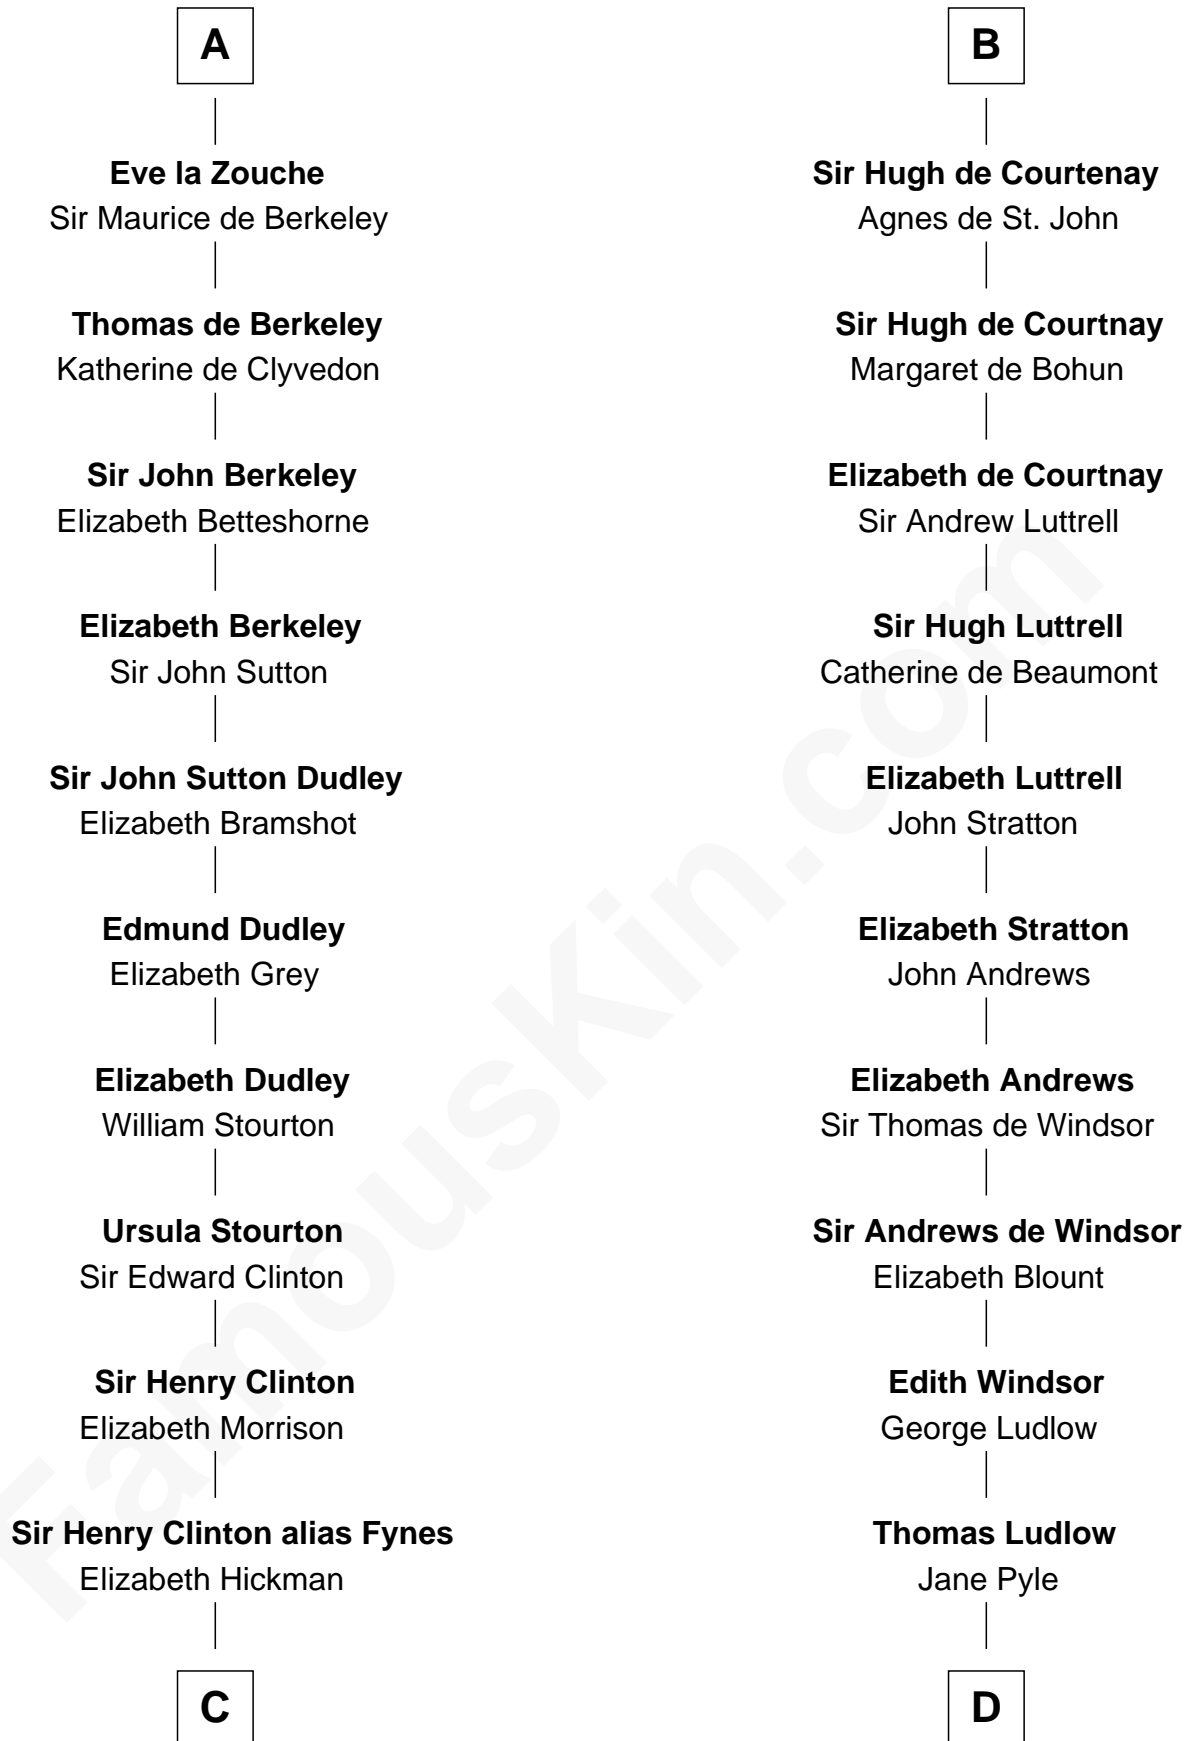 A
Eve la Zouche
Sir Maurice de Berkeley
Thomas de Berkeley
Katherine de Clyvedon
Sir John Berkeley
Elizabeth Betteshorne
Elizabeth Berkeley
Sir John Sutton
Sir John Sutton Dudley
Elizabeth Bramshot
Edmund Dudley
Elizabeth Grey
Elizabeth Dudley
William Stourton
Ursula Stourton
Sir Edward Clinton
Sir Henry Clinton
Elizabeth Morrison
Sir Henry Clinton alias Fynes
Elizabeth Hickman
C
B
Sir Hugh de Courtenay
Agnes de St. John
Sir Hugh de Courtnay
Margaret de Bohun
Elizabeth de Courtnay
Sir Andrew Luttrell
Sir Hugh Luttrell
Catherine de Beaumont
Elizabeth Luttrell
John Stratton
Elizabeth Stratton
John Andrews
Elizabeth Andrews
Sir Thomas de Windsor
Sir Andrews de Windsor
Elizabeth Blount
Edith Windsor
George Ludlow
Thomas Ludlow
Jane Pyle
D
FamousKin.com